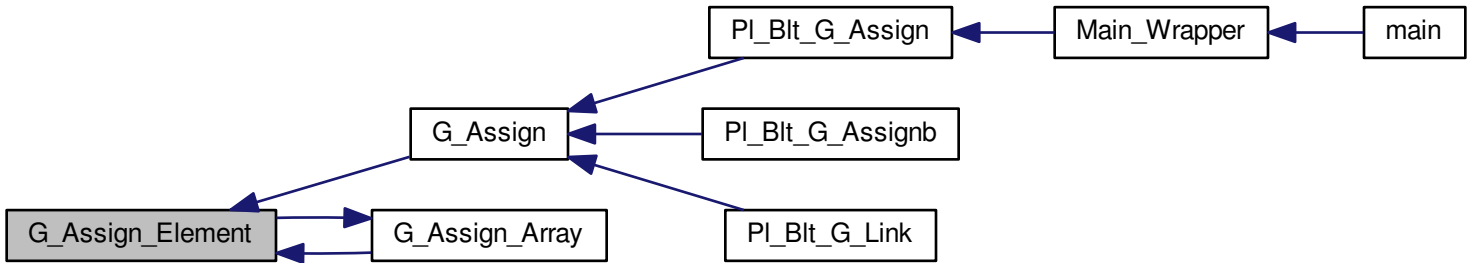 Pl_Blt_G_Assign
Main_Wrapper
main
G_Assign
Pl_Blt_G_Assignb
G_Assign_Element
G_Assign_Array
Pl_Blt_G_Link